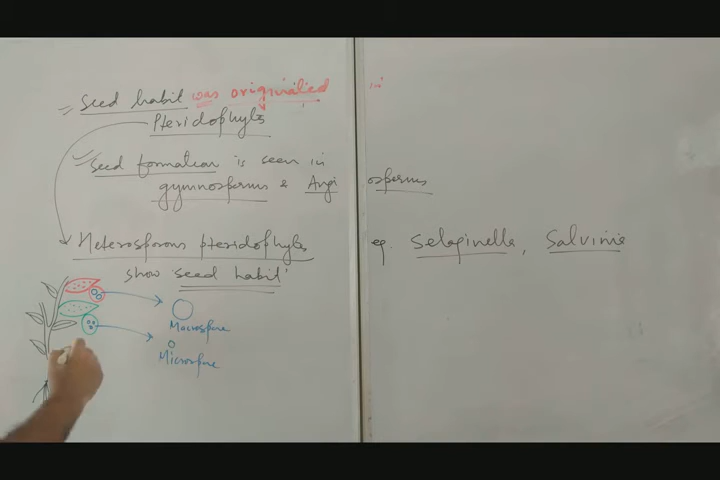 Seed habit was originated in
Pteridophyts
Seed formation is seen in
gymnosperms & Angiosperms
Heterosporous pteridophyts eg. Selaginella, Salvinia
show 'seed habit'
Macrospore
Microspore